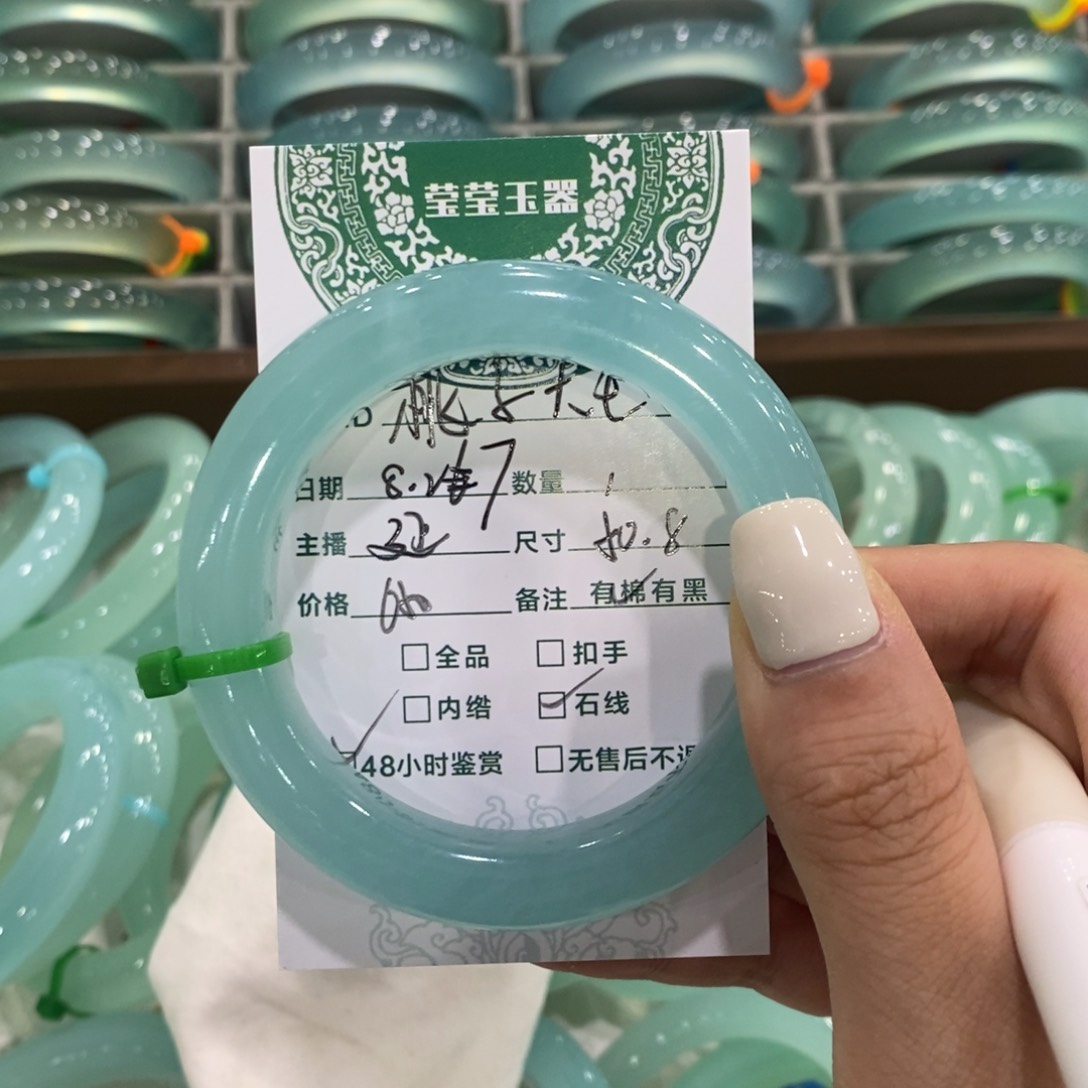 莹莹玉器
D
日期 8.17 数量 1
主播 尺寸 50.8
价格 备注 有棉有黑
全品 扣手
内绺 石线
48小时鉴赏 无售后不退